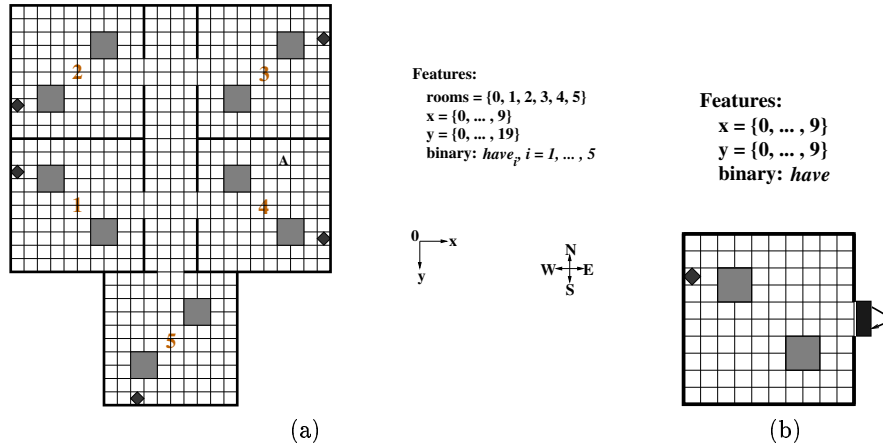 2
3
A
1
4
5
Features:
rooms = {0, 1, 2, 3, 4, 5}
x = {0, ... , 9}
y = {0, ... , 19}
binary: have_i, i = 1, ... , 5
0 x
y
N
W E
S
(a)
Features:
x = {0, ... , 9}
y = {0, ... , 9}
binary: have
(b)